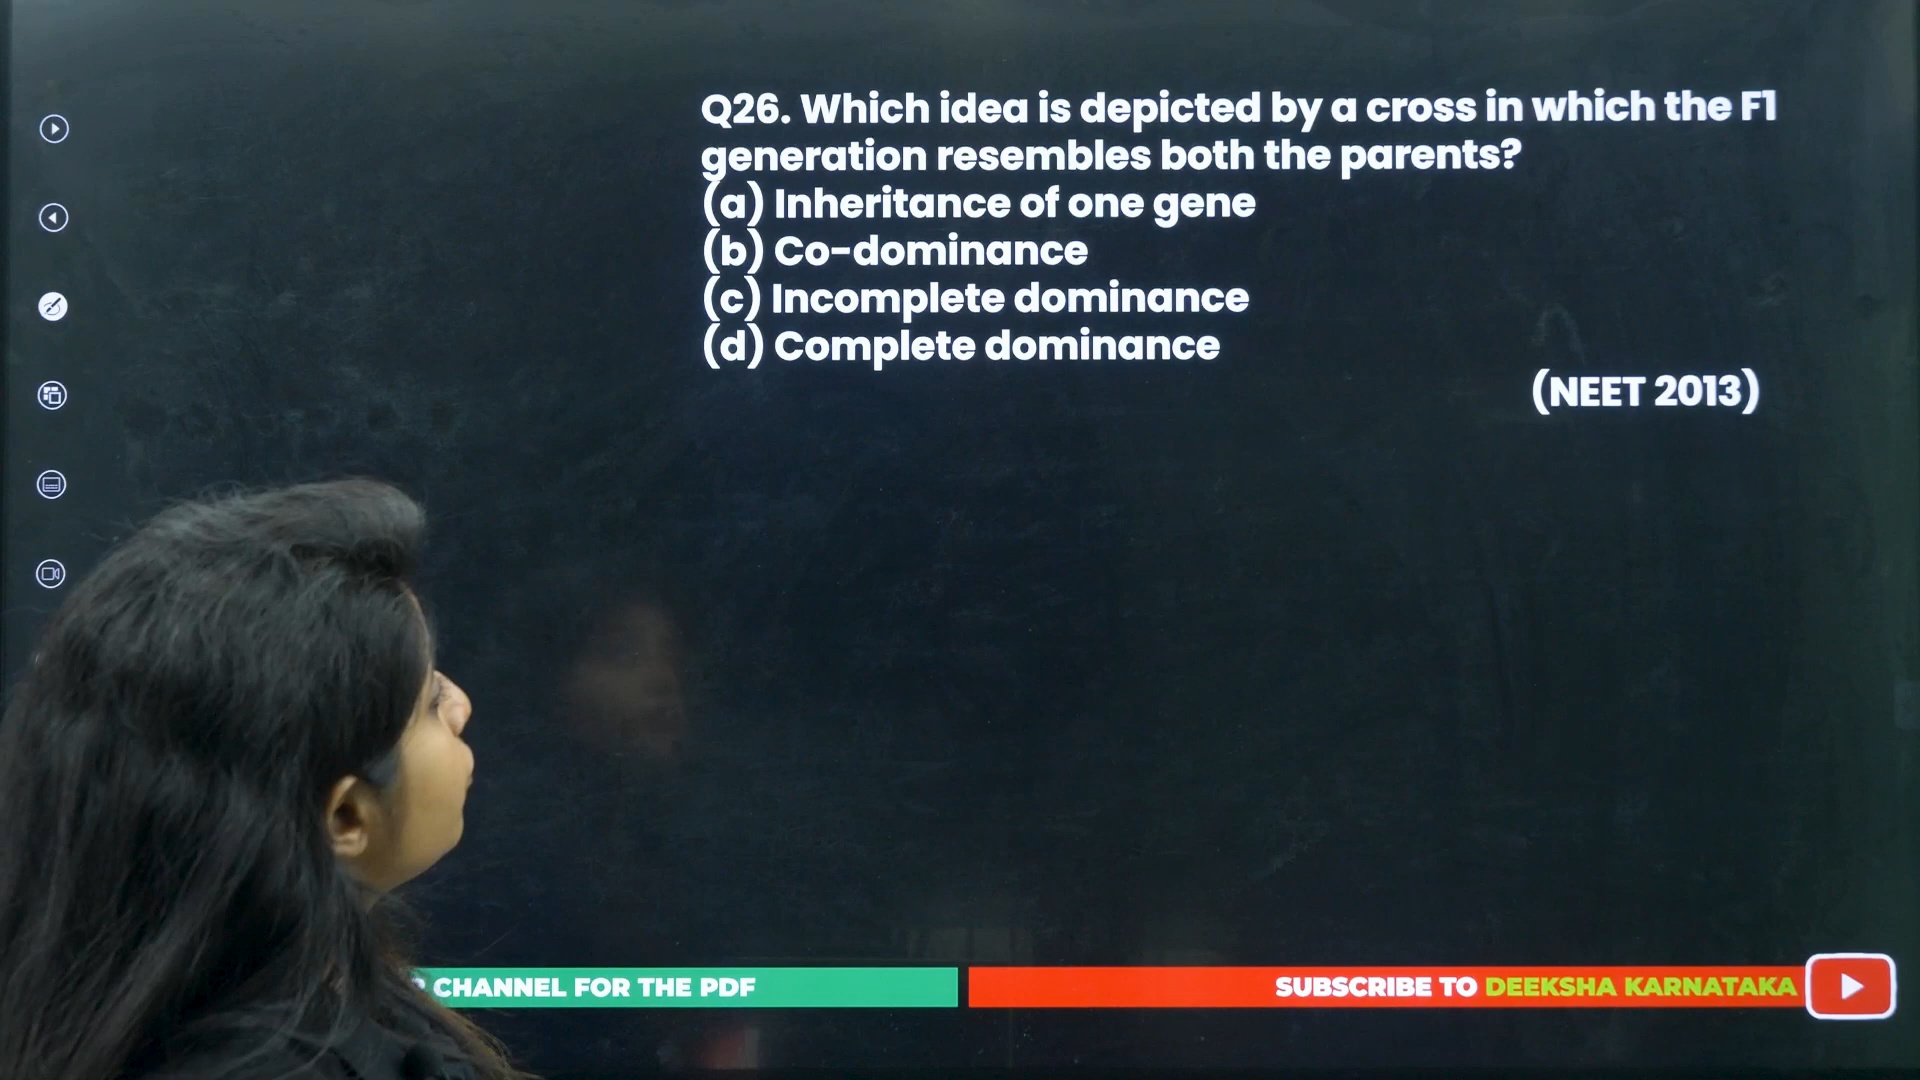 Q26. Which idea is depicted by a cross in which the F1
generation resembles both the parents?
(a) Inheritance of one gene
(b) Co-dominance
(c) Incomplete dominance
(d) Complete dominance
(NEET 2013)
CHANNEL FOR THE PDF
SUBSCRIBE TO DEEKSHA KARNATAKA